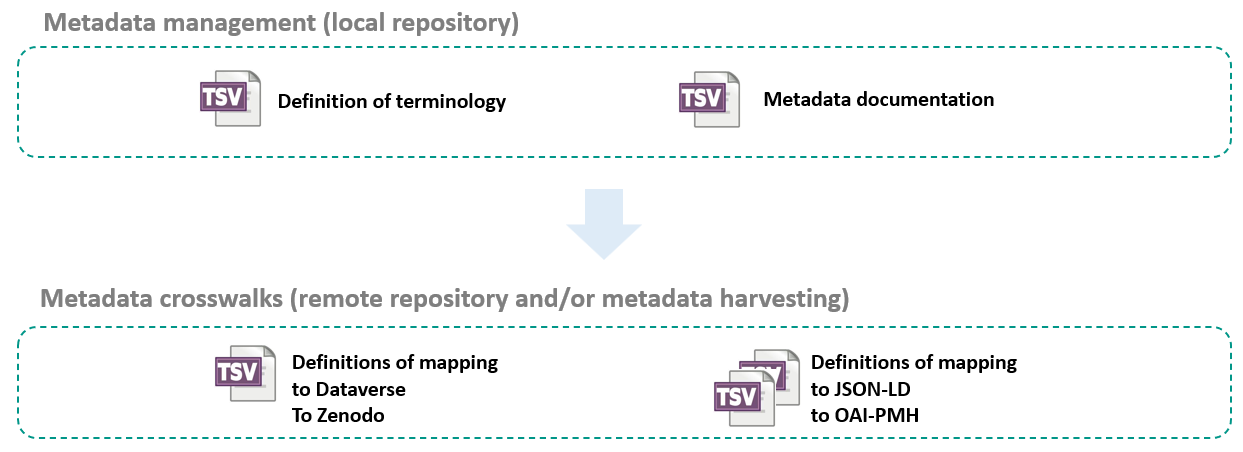 Metadata management (local repository)
TSV Definition of terminology
TSV Metadata documentation
Metadata crosswalks (remote repository and/or metadata harvesting)
TSV
Definitions of mapping
to Dataverse
To Zenodo
TSV
TSV
Definitions of mapping
to JSON-LD
to OAI-PMH